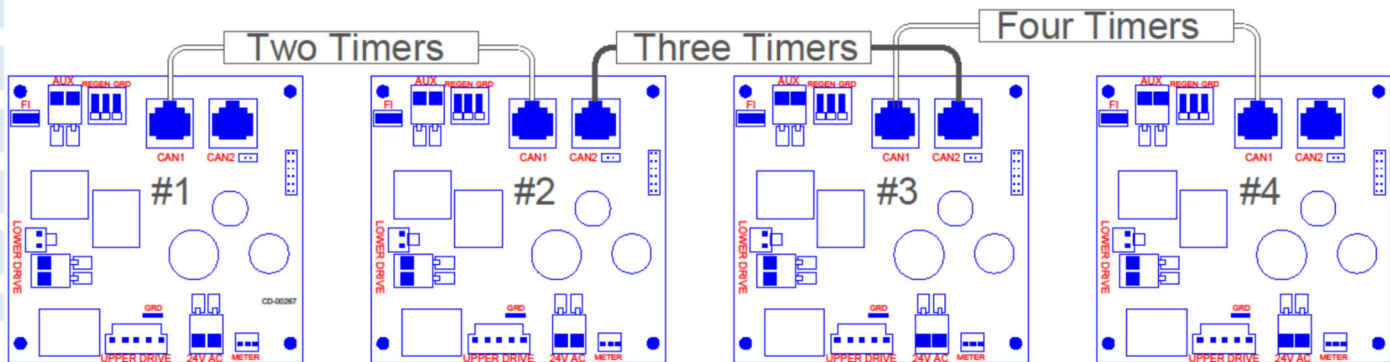 Two Timers
Three Timers
Four Timers
AUX
REGEN GRD
FI
CAN1
CAN2
#1
LOWER DRIVE
CD-00267
GRD
UPPER DRIVE
24V AC
METER
AUX
REGEN GRD
FI
CAN1
CAN2
#2
LOWER DRIVE
GRD
UPPER DRIVE
24V AC
METER
AUX
REGEN GRD
FI
CAN1
CAN2
#3
LOWER DRIVE
GRD
UPPER DRIVE
24V AC
METER
AUX
REGEN GRD
FI
CAN1
CAN2
#4
LOWER DRIVE
GRD
UPPER DRIVE
24V AC
METER